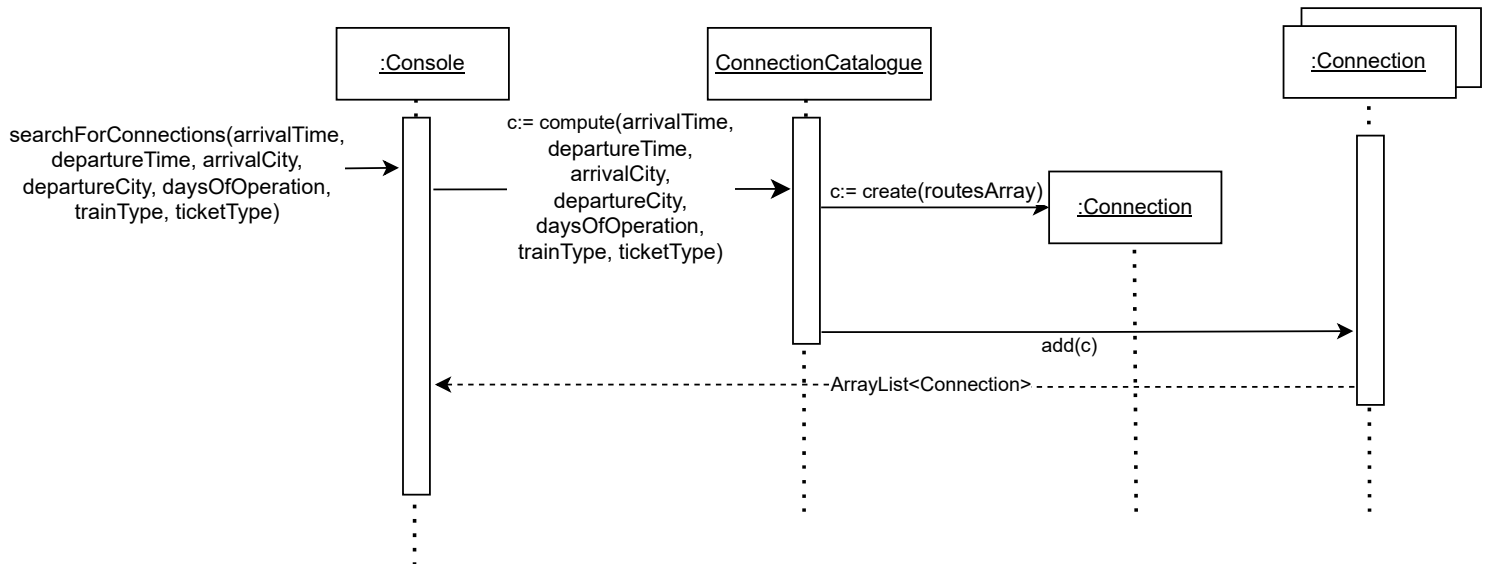 :Console
ConnectionCatalogue
:Connection
searchForConnections(arrivalTime,
departureTime, arrivalCity,
departureCity, daysOfOperation,
trainType, ticketType)
c:= compute(arrivalTime,
departureTime,
arrivalCity,
departureCity,
daysOfOperation,
trainType, ticketType)
c:= create(routesArray)
:Connection
add(c)
ArrayList<Connection>